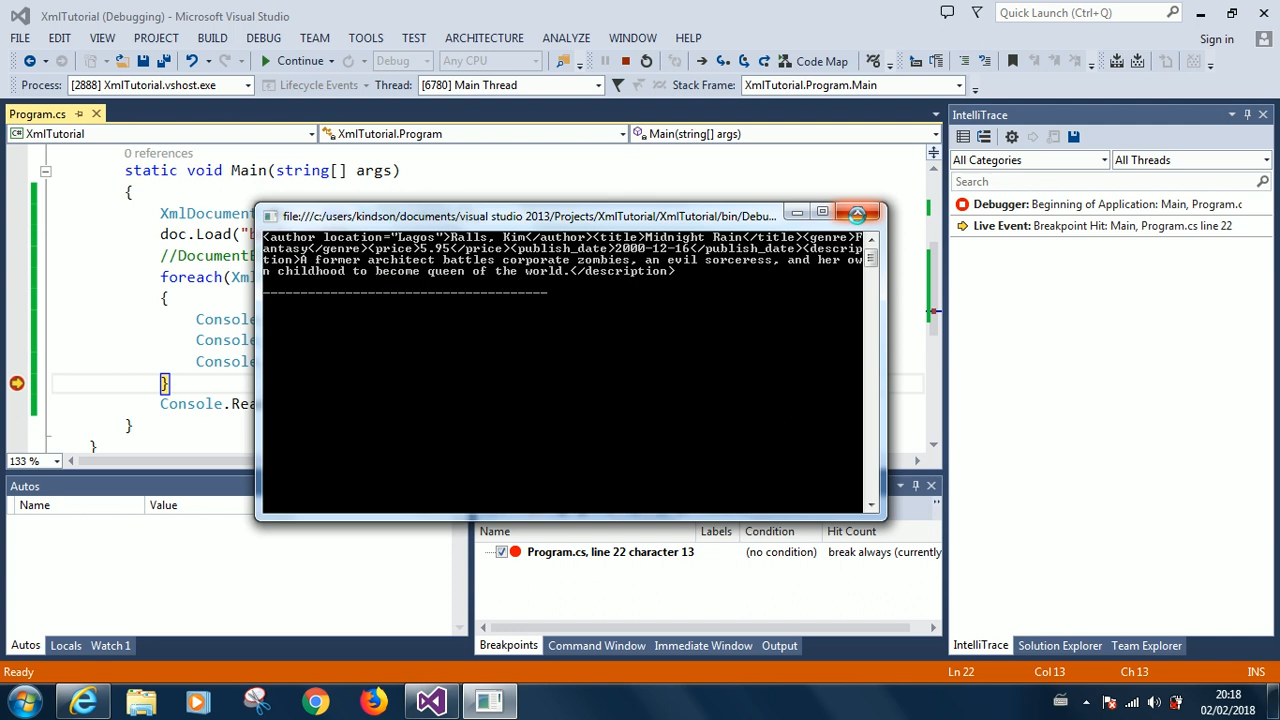 XmlTutorial (Debugging) - Microsoft Visual Studio
Quick Launch (Ctrl+Q)
FILE EDIT VIEW PROJECT BUILD DEBUG TEAM TOOLS TEST ARCHITECTURE ANALYZE WINDOW HELP
Sign in
Continue Debug Any CPU Code Map
Process: [2888] XmlTutorial.vshost.exe Lifecycle Events Thread: [6780] Main Thread Stack Frame: XmlTutorial.Program.Main
Program.cs
XmlTutorial XmlTutorial.Program Main(string[] args)
0 references
static void Main(string[] args)
{
XmlDocument
doc.Load("b
//DocumentE
foreach(Xml
{
Console
Console
Console
}
Console.Rea
}
}
133 %
file:///c:/users/kindson/documents/visual studio 2013/Projects/XmlTutorial/XmlTutorial/bin/Debu...
<author location="Lagos">Ralls, Kim</author><title>Midnight Rain</title><genre>F
antasy</genre><price>5.95</price><publish_date>2000-12-16</publish_date><descrip
tion>A former architect battles corporate zombies, an evil sorceress, and her ow
n childhood to become queen of the world.</description>
--------------------------------------
IntelliTrace
All Categories All Threads
Search
Debugger: Beginning of Application: Main, Program.c
Live Event: Breakpoint Hit: Main, Program.cs line 22
Autos
Name Value
Name Labels Condition Hit Count
Program.cs, line 22 character 13 (no condition) break always (currently
Autos Locals Watch 1
Breakpoints Command Window Immediate Window Output
IntelliTrace Solution Explorer Team Explorer
Ready Ln 22 Col 13 Ch 13 INS
20:18
02/02/2018